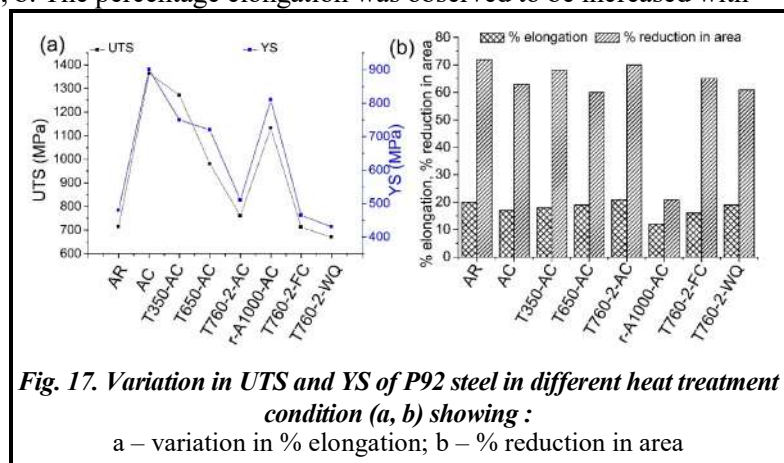 , b. The percentage elongation was observed to be increased with
(a)
UTS
YS
1400
1300
1200
1100
1000
900
800
700
600
UTS (MPa)
900
800
700
600
500
400
YS (MPa)
AR
AC
T350-AC
T650-AC
T760-2-AC
r-A1000-AC
T760-2-FC
T760-2-WQ
(b)
% elongation
% reduction in area
80
70
60
50
40
30
20
10
0
% elongation, % reduction in area
AR
AC
T350-AC
T650-AC
T760-2-AC
r-A1000-AC
T760-2-FC
T760-2-WQ
Fig. 17. Variation in UTS and YS of P92 steel in different heat treatment
condition (a, b) showing :
a – variation in % elongation; b – % reduction in area